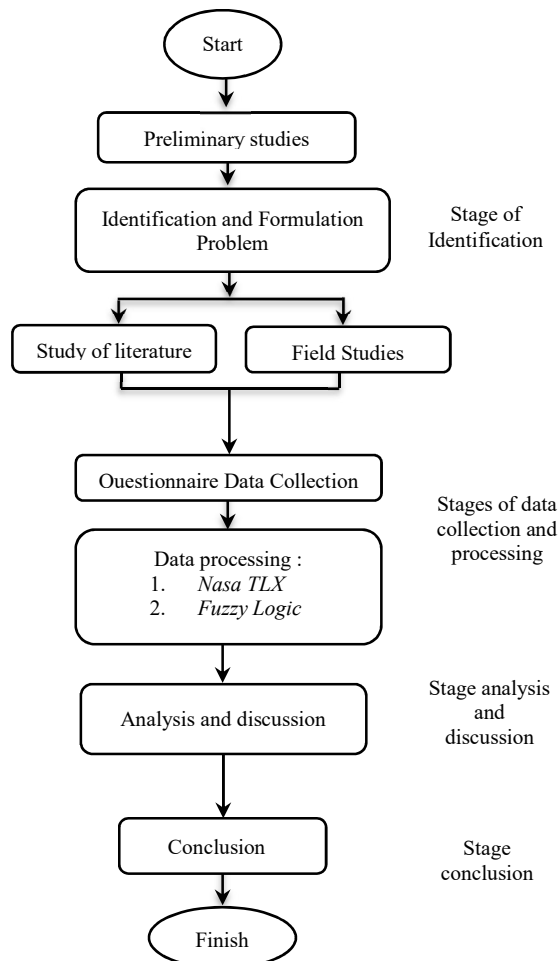 Start
Preliminary studies
Identification and Formulation
Problem
Stage of
Identification
Study of literature
Field Studies
Ouestionnaire Data Collection
Stages of data
collection and
processing
Data processing :
1. Nasa TLX
2. Fuzzy Logic
Analysis and discussion
Stage analysis
and
discussion
Conclusion
Stage
conclusion
Finish